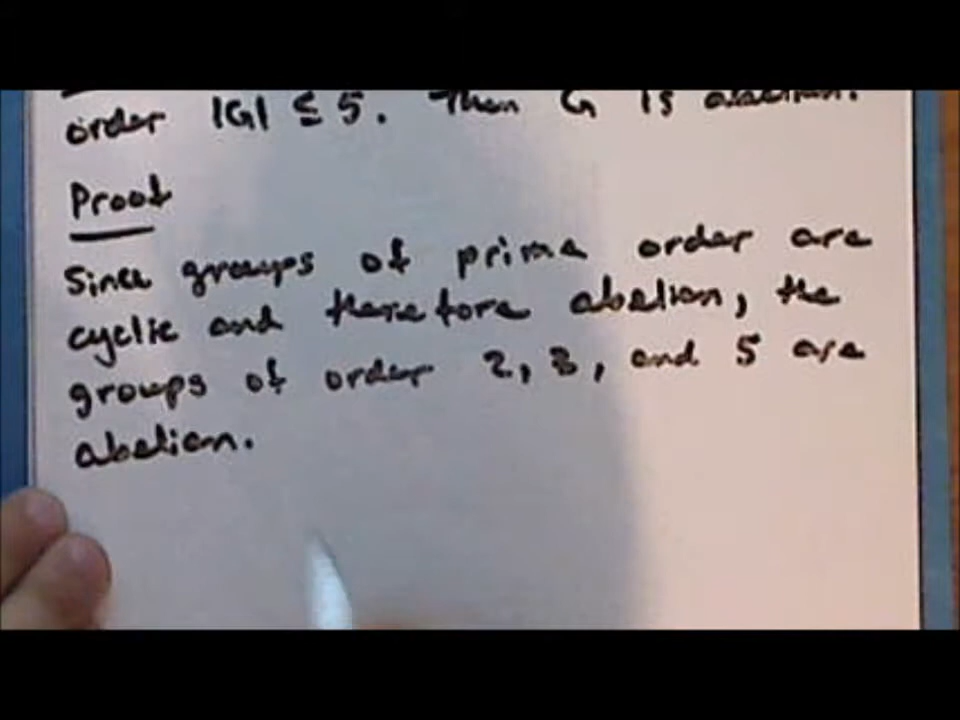 order |G| ≤ 5. Then G is abelian.
Proof
Since groups of prime order are
cyclic and therefore abelian, the
groups of order 2, 3, and 5 are
abelian.